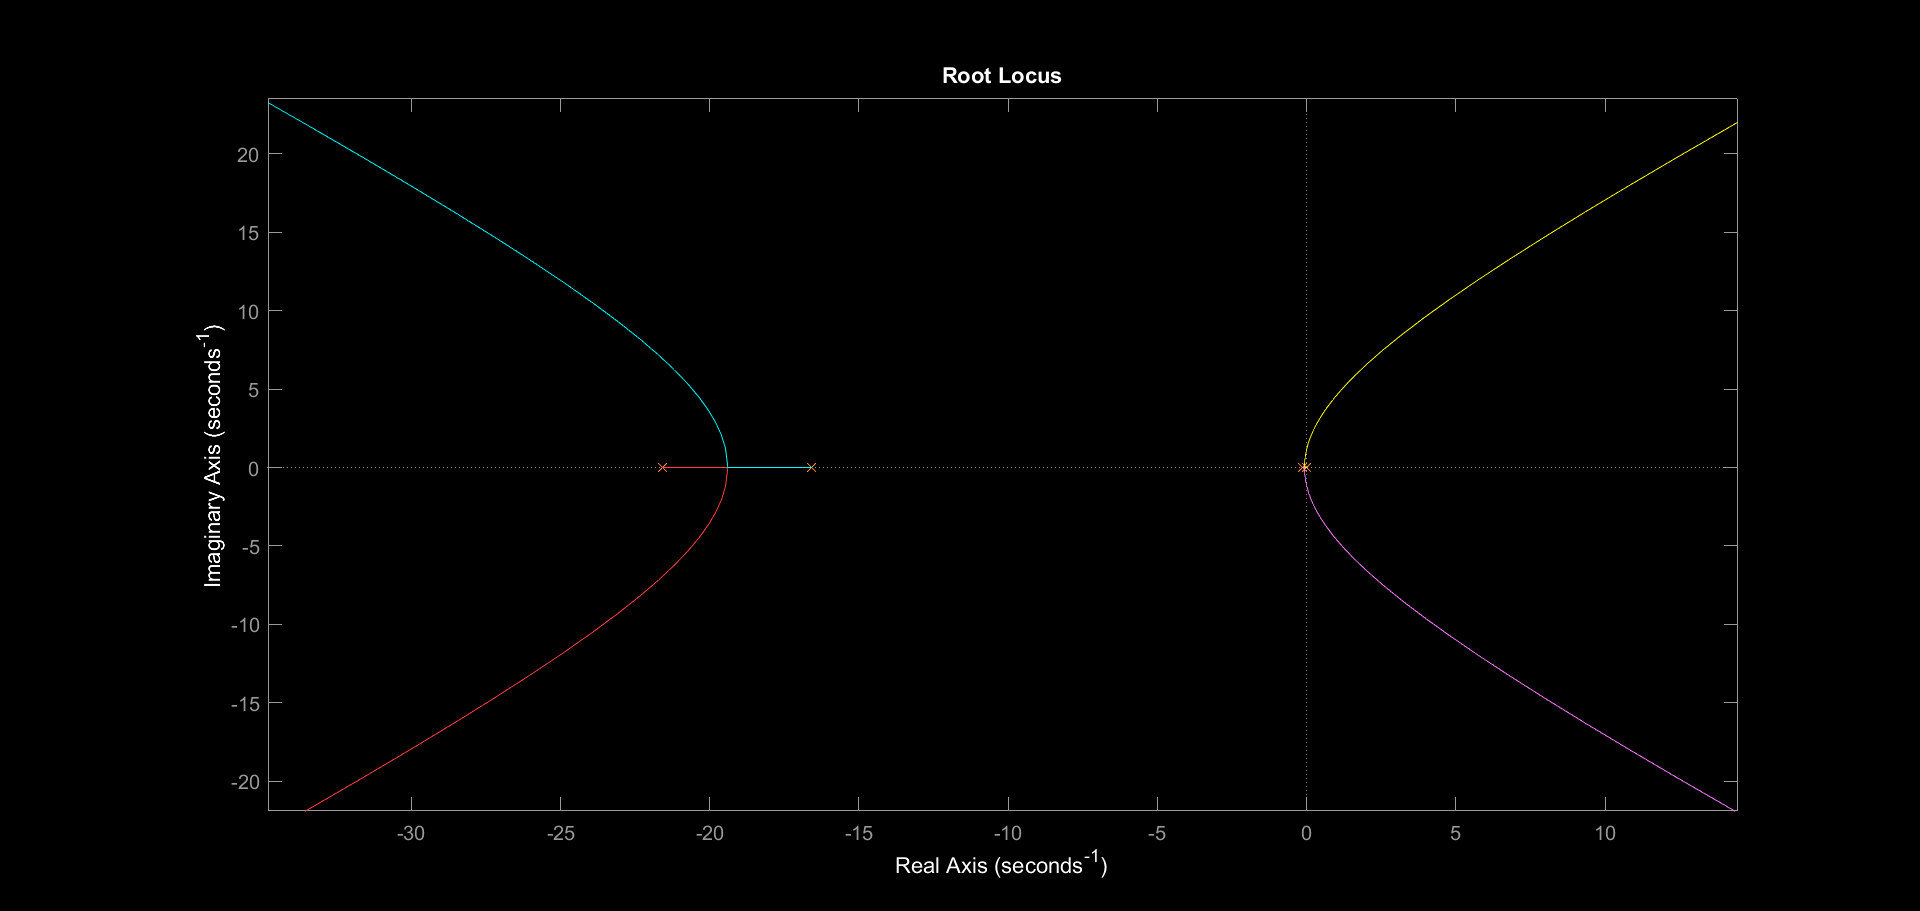 Root Locus
20
15
10
5
0
-5
-10
-15
-20
Imaginary Axis (seconds⁻¹)
-30 -25 -20 -15 -10 -5 0 5 10
Real Axis (seconds⁻¹)